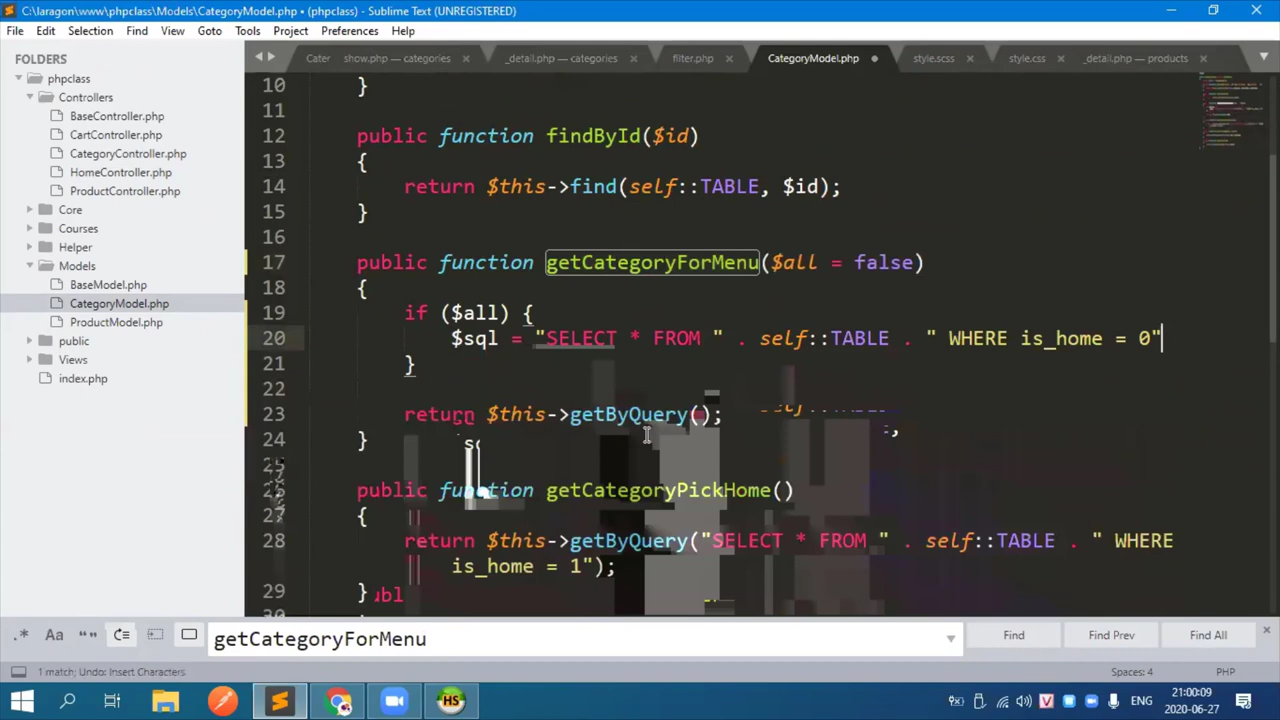 C:\laragon\www\phpclass\Models\CategoryModel.php • (phpclass) - Sublime Text (UNREGISTERED)
File Edit Selection Find View Goto Tools Project Preferences Help
FOLDERS
phpclass
Controllers
BaseController.php
CartController.php
CategoryController.php
HomeController.php
ProductController.php
Core
Courses
Helper
Models
BaseModel.php
CategoryModel.php
ProductModel.php
public
Views
index.php
Cater show.php — categories × _detail.php — categories × filter.php × CategoryModel.php • style.scss × style.css × _detail.php — products ×
10 }
11
12 public function findById($id)
13 {
14 return $this->find(self::TABLE, $id);
15 }
16
17 public function getCategoryForMenu($all = false)
18 {
19 if ($all) {
20 $sql = "SELECT * FROM " . self::TABLE . " WHERE is_home = 0"
21 }
22
23 return $this->getByQuery();
24 }
25
26 public function getCategoryPickHome()
27 {
28 return $this->getByQuery("SELECT * FROM " . self::TABLE . " WHERE
is_home = 1");
29 }
.* Aa “” getCategoryForMenu Find Find Prev Find All ×
1 match; Undo: Insert Characters Spaces: 4 PHP
HS V ENG 21:00:09
2020-06-27